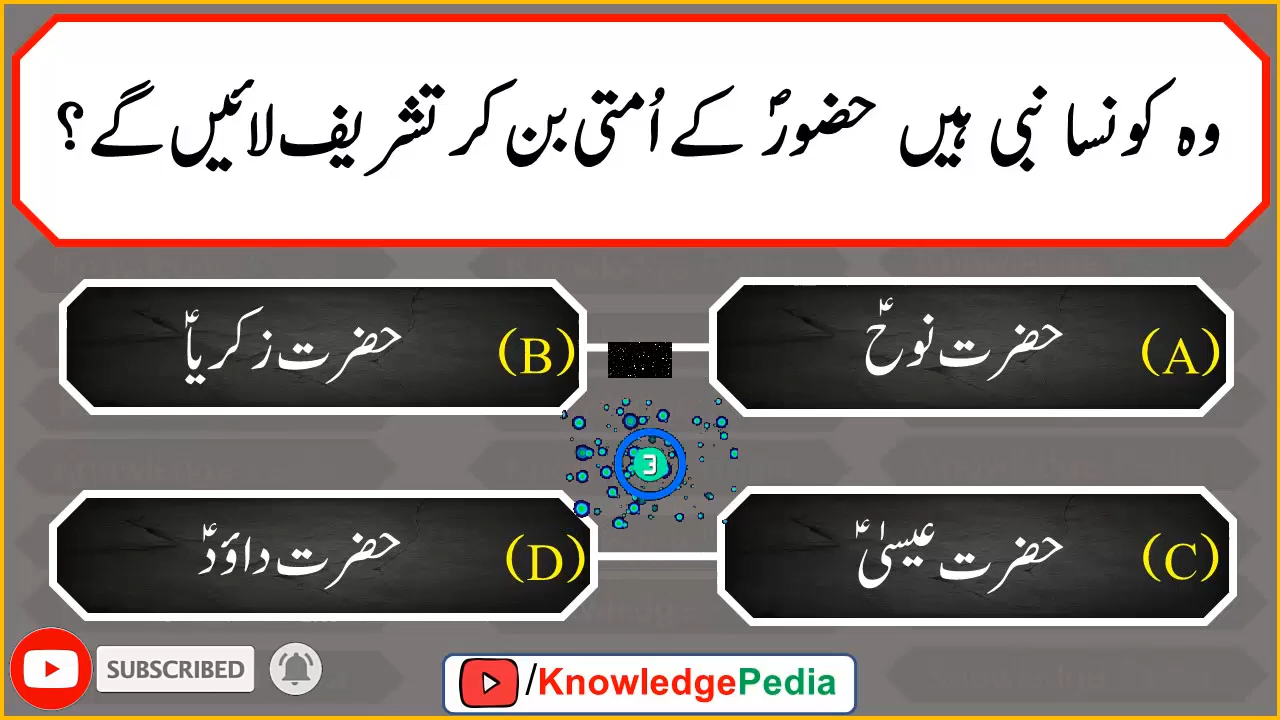 وہ کونسا نبی ہیں حضورؐ کے اُمتی بن کر تشریف لائیں گے؟
(A) حضرت نوحؑ
(B) حضرت زکریاؑ
(C) حضرت عیسیٰؑ
(D) حضرت داؤدؑ
3
SUBSCRIBED
/KnowledgePedia